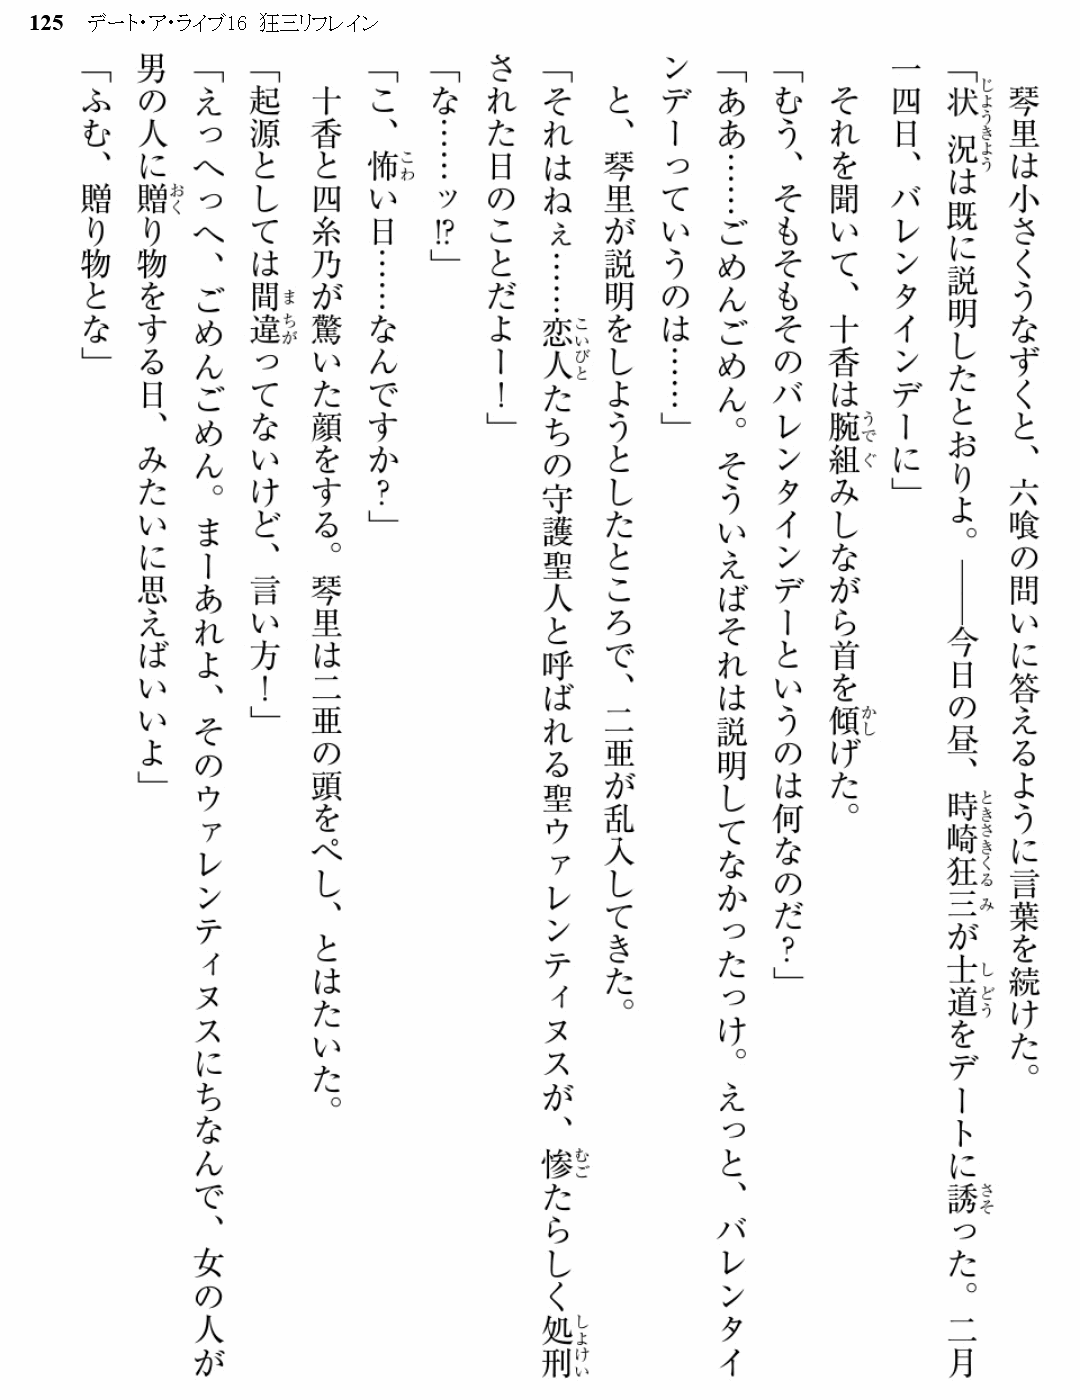 125 デート・ア・ライブ16 狂三リフレイン
琴里は小さくうなずくと、六喰の問いに答えるように言葉を続けた。
「状況は既に説明したとおりよ。――今日の昼、時崎狂三が士道をデートに誘った。二月
一四日、バレンタインデーに」
それを聞いて、十香は腕組みしながら首を傾げた。
「むう、そもそもそのバレンタインデーというのは何なのだ？」
「ああ……ごめんごめん。そういえばそれは説明してなかったっけ。えっと、バレンタイ
ンデーっていうのは……」
と、琴里が説明をしようとしたところで、二亜が乱入してきた。
「それはねぇ……恋人たちの守護聖人と呼ばれる聖ウァレンティヌスが、惨たらしく処刑
された日のことだよー！」
「な……ッ!?」
「こ、怖い日……なんですか？」
十香と四糸乃が驚いた顔をする。琴里は二亜の頭をぺし、とはたいた。
「起源としては間違ってないけど、言い方！」
「えっへっへ、ごめんごめん。まーあれよ、そのウァレンティヌスにちなんで、女の人が
男の人に贈り物をする日、みたいに思えばいいよ」
「ふむ、贈り物とな」